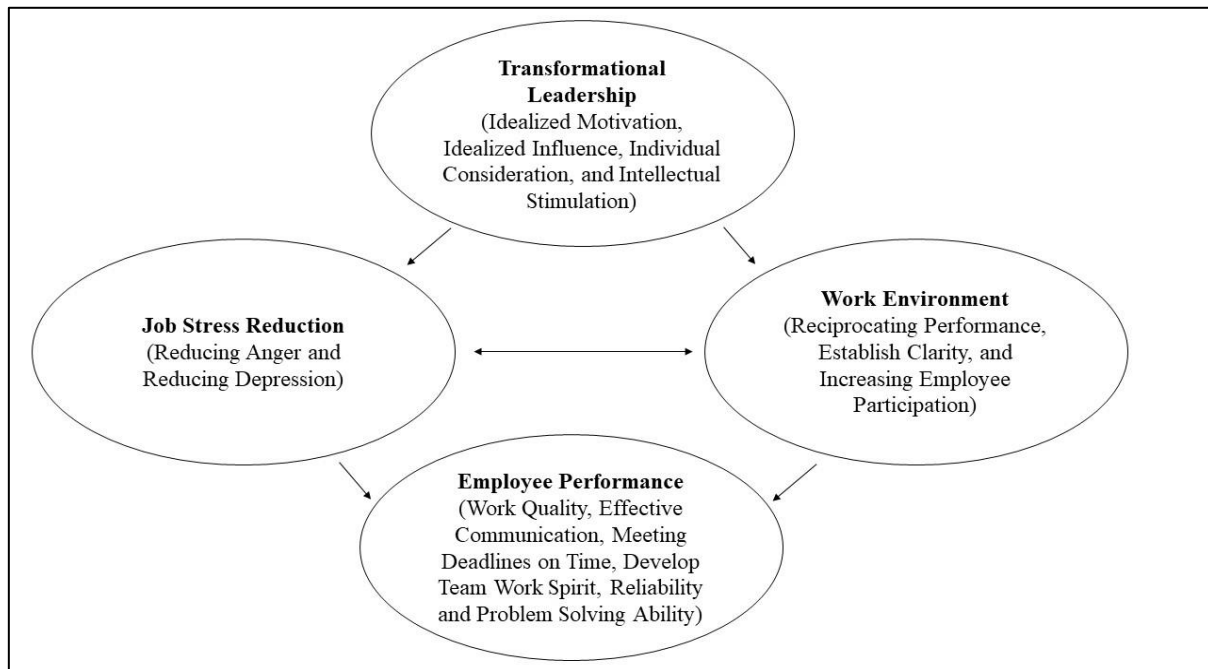 Transformational
Leadership
(Idealized Motivation,
Idealized Influence, Individual
Consideration, and Intellectual
Stimulation)
Job Stress Reduction
(Reducing Anger and
Reducing Depression)
Work Environment
(Reciprocating Performance,
Establish Clarity, and
Increasing Employee
Participation)
Employee Performance
(Work Quality, Effective
Communication, Meeting
Deadlines on Time, Develop
Team Work Spirit, Reliability
and Problem Solving Ability)